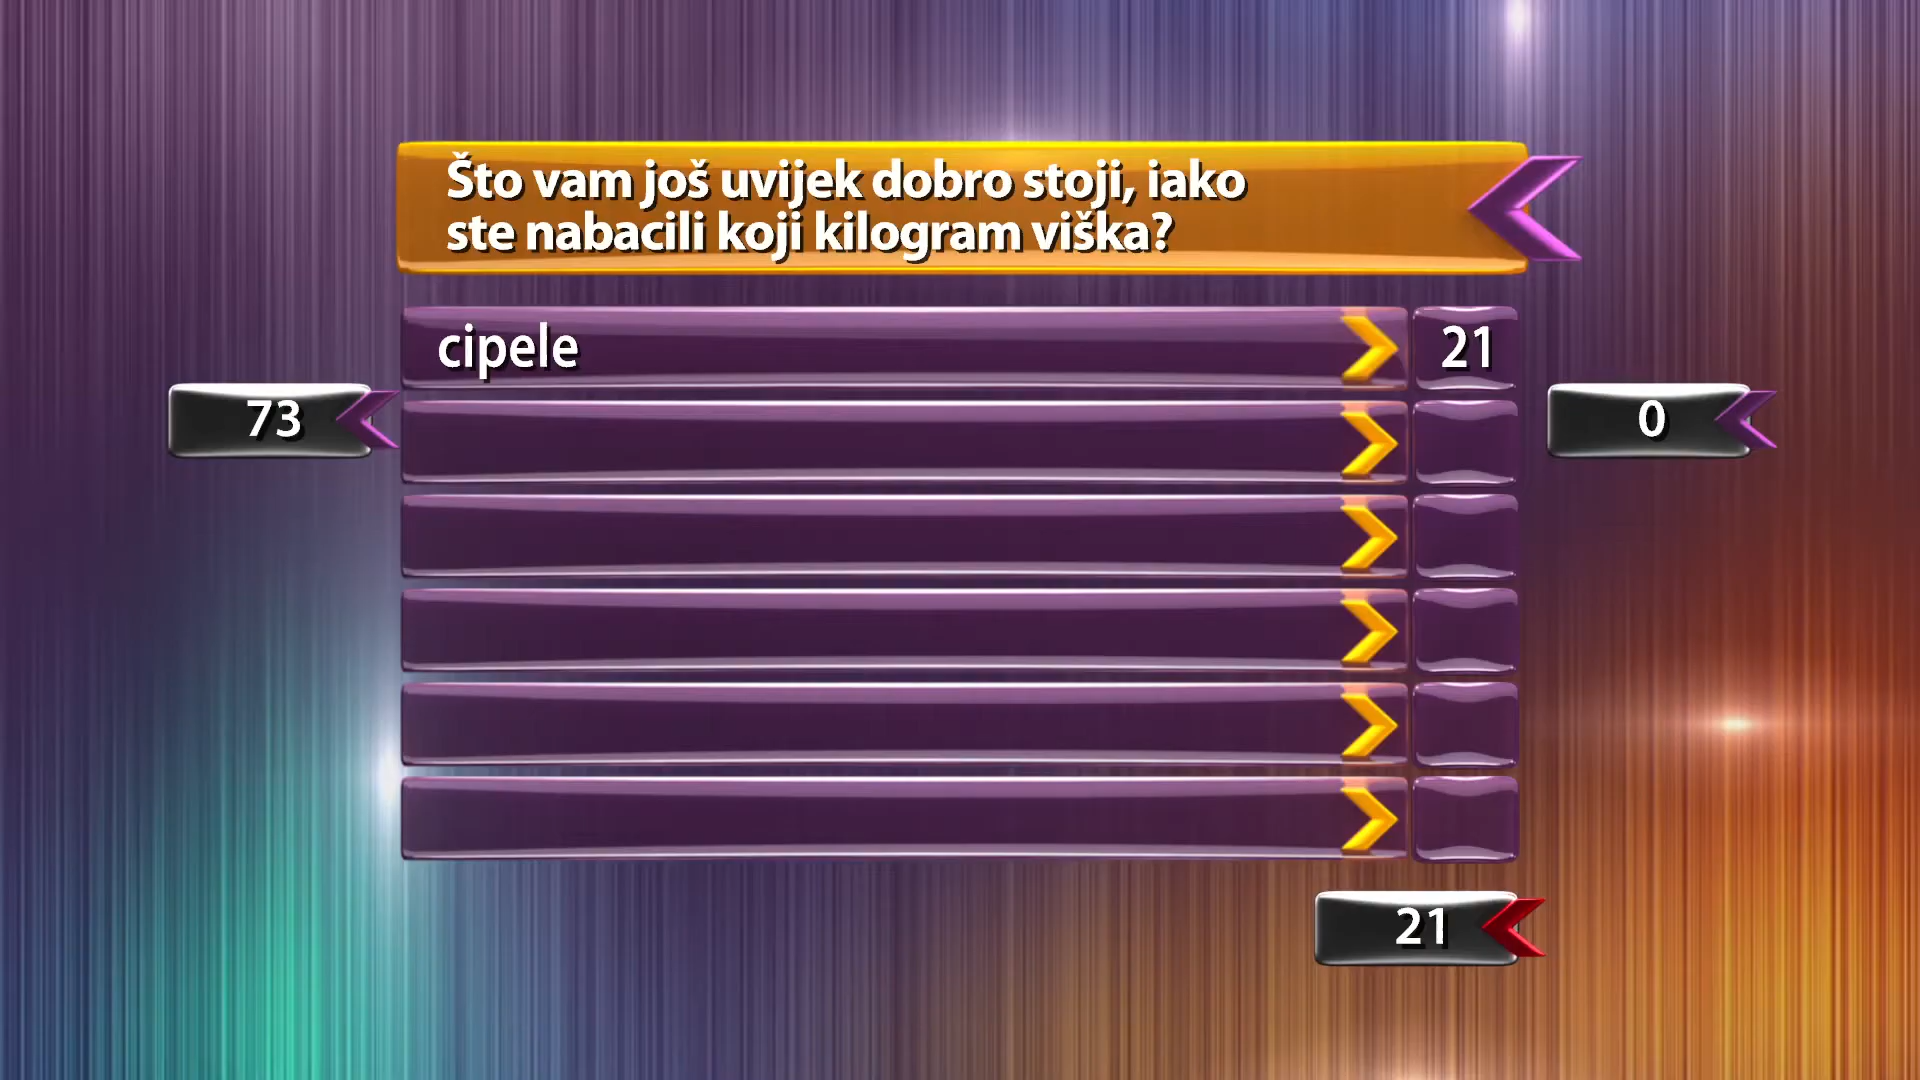 Što vam još uvijek dobro stoji, iako
ste nabacili koji kilogram viška?
cipele 21
73
0
21